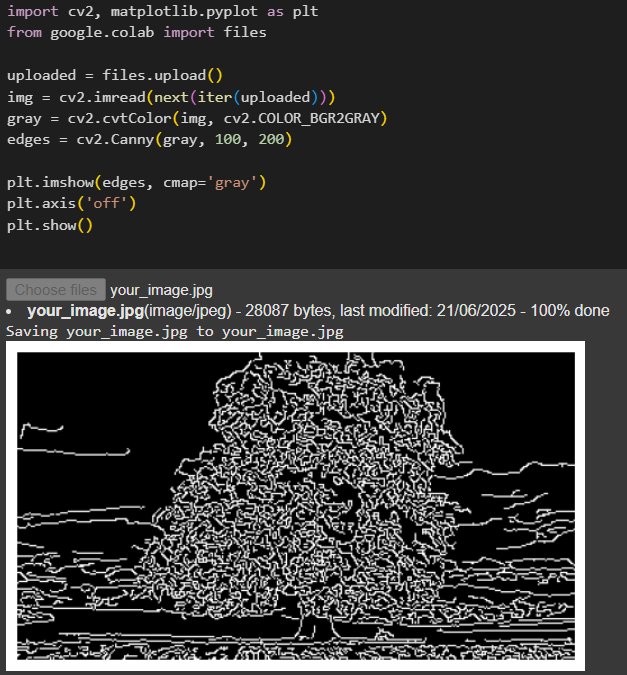 import cv2, matplotlib.pyplot as plt
from google.colab import files
uploaded = files.upload()
img = cv2.imread(next(iter(uploaded)))
gray = cv2.cvtColor(img, cv2.COLOR_BGR2GRAY)
edges = cv2.Canny(gray, 100, 200)
plt.imshow(edges, cmap='gray')
plt.axis('off')
plt.show()
Choose files your_image.jpg
• your_image.jpg(image/jpeg) - 28087 bytes, last modified: 21/06/2025 - 100% done
Saving your_image.jpg to your_image.jpg